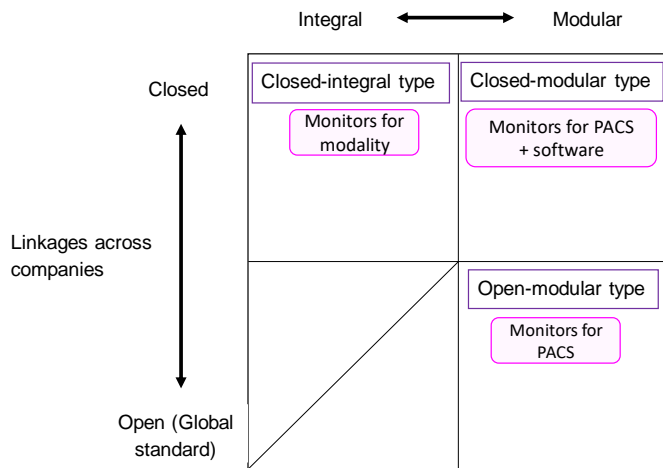 Integral
Modular
Closed
Closed-integral type
Closed-modular type
Monitors for
modality
Monitors for PACS
+ software
Linkages across
companies
Open-modular type
Monitors for
PACS
Open (Global
standard)